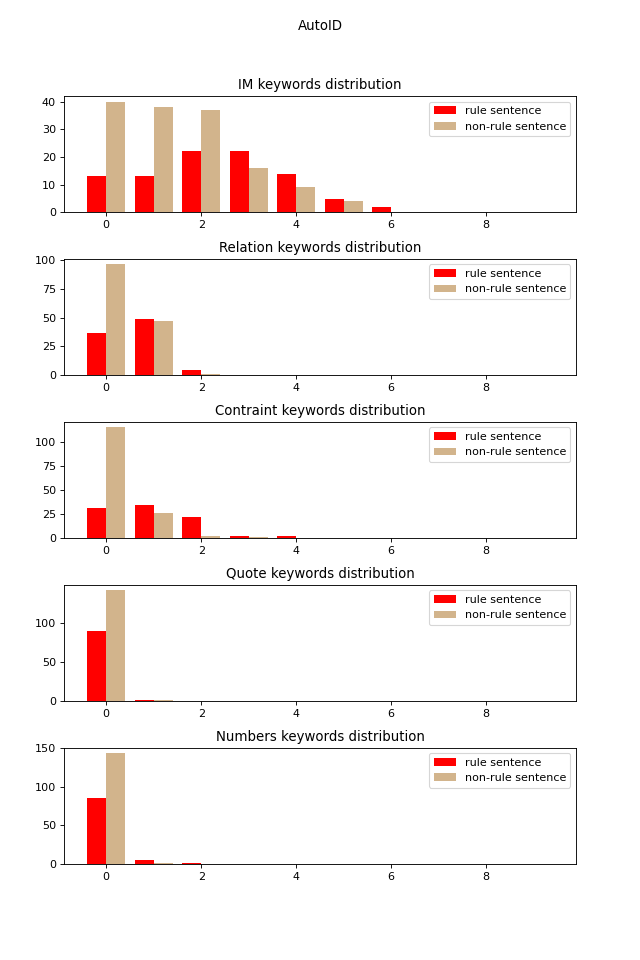 AutoID
IM keywords distribution
40
30
20
10
0
rule sentence
non-rule sentence
0 2 4 6 8
Relation keywords distribution
100
75
50
25
0
rule sentence
non-rule sentence
0 2 4 6 8
Contraint keywords distribution
100
75
50
25
0
rule sentence
non-rule sentence
0 2 4 6 8
Quote keywords distribution
100
50
0
rule sentence
non-rule sentence
0 2 4 6 8
Numbers keywords distribution
150
100
50
0
rule sentence
non-rule sentence
0 2 4 6 8